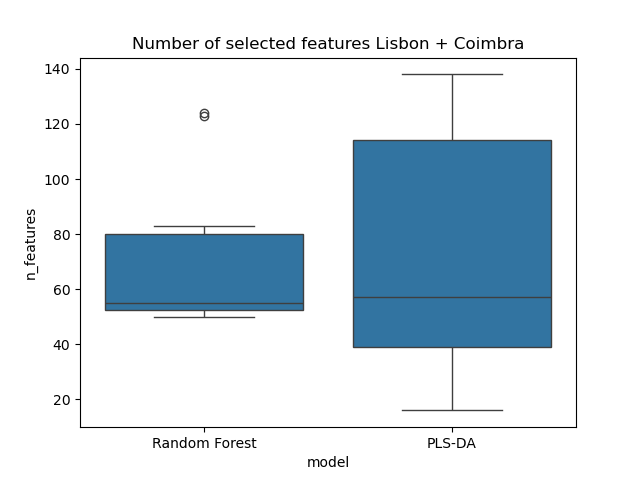 Number of selected features Lisbon + Coimbra
140
120
100
80
60
40
20
n_features
Random Forest
PLS-DA
model